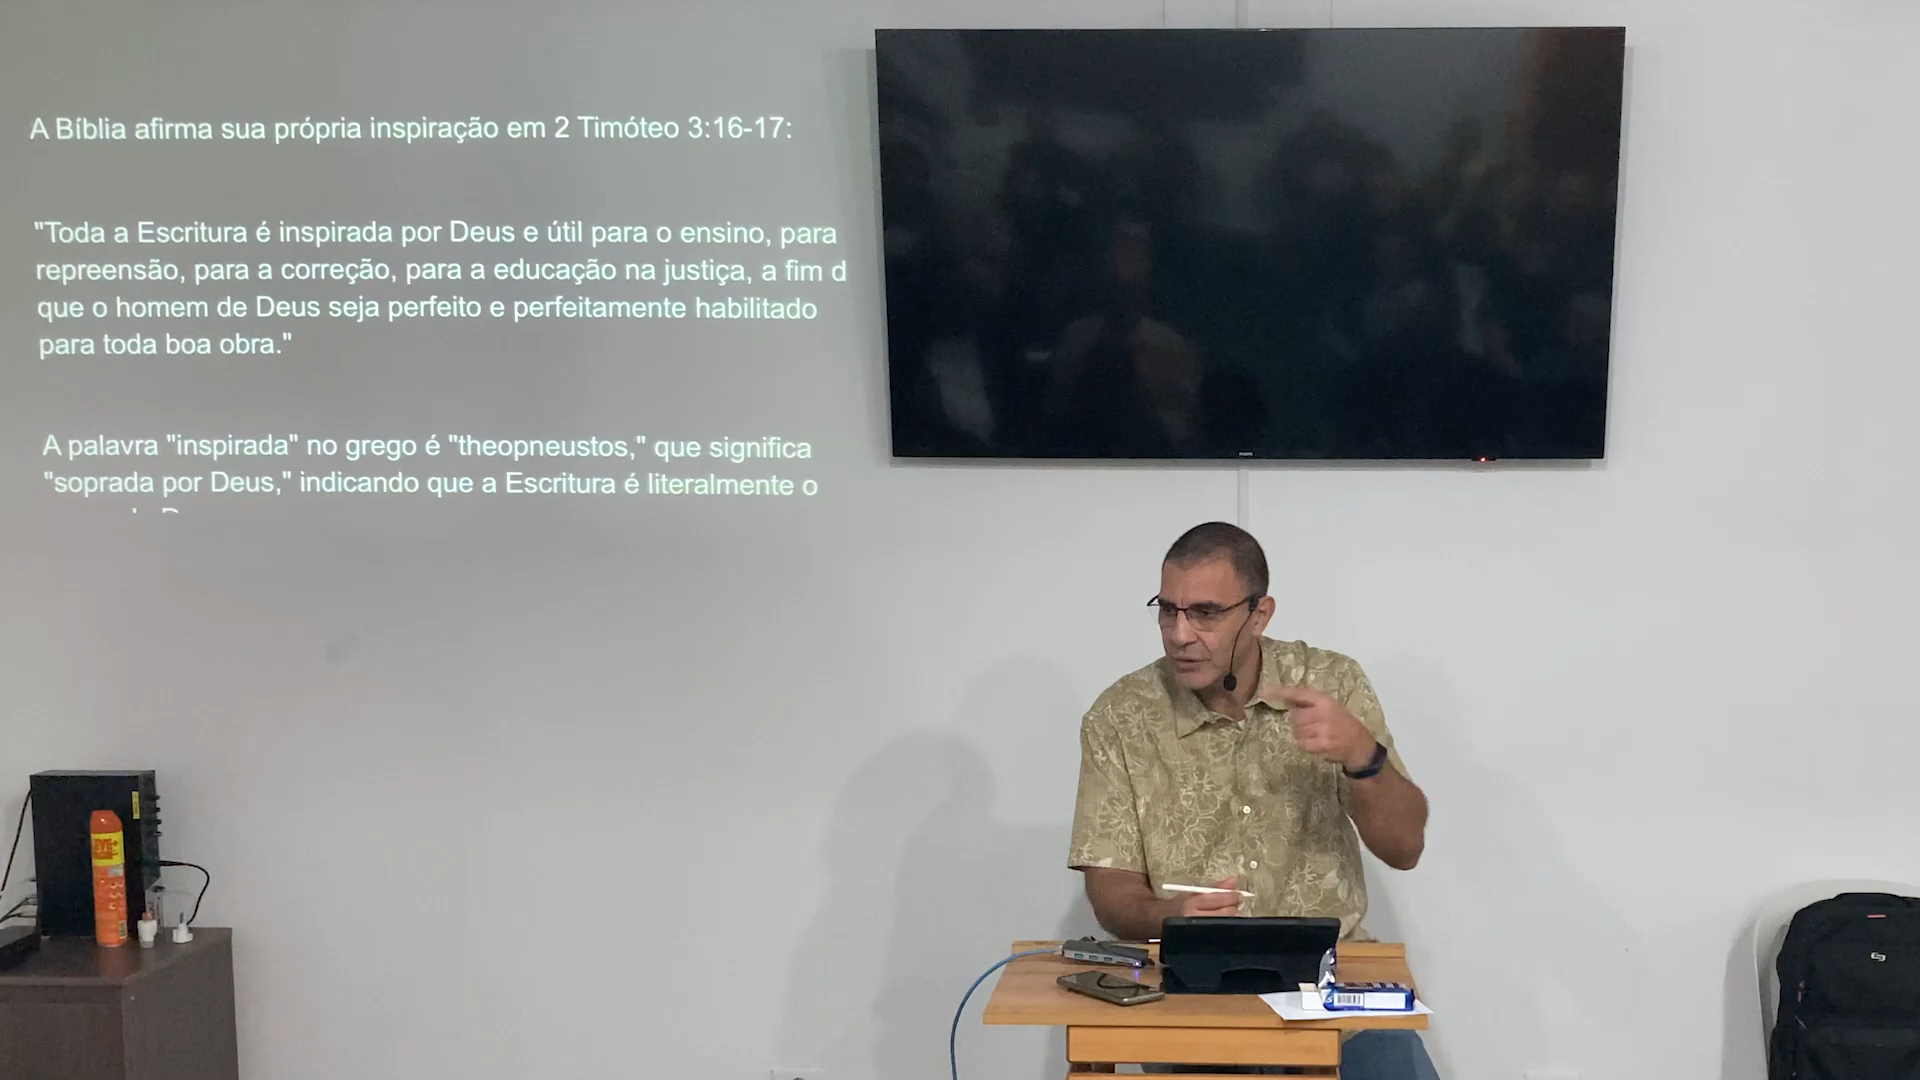 A Bíblia afirma sua própria inspiração em 2 Timóteo 3:16-17:
"Toda a Escritura é inspirada por Deus e útil para o ensino, para
repreensão, para a correção, para a educação na justiça, a fim d
que o homem de Deus seja perfeito e perfeitamente habilitado
para toda boa obra."
A palavra "inspirada" no grego é "theopneustos," que significa
"soprada por Deus," indicando que a Escritura é literalmente o